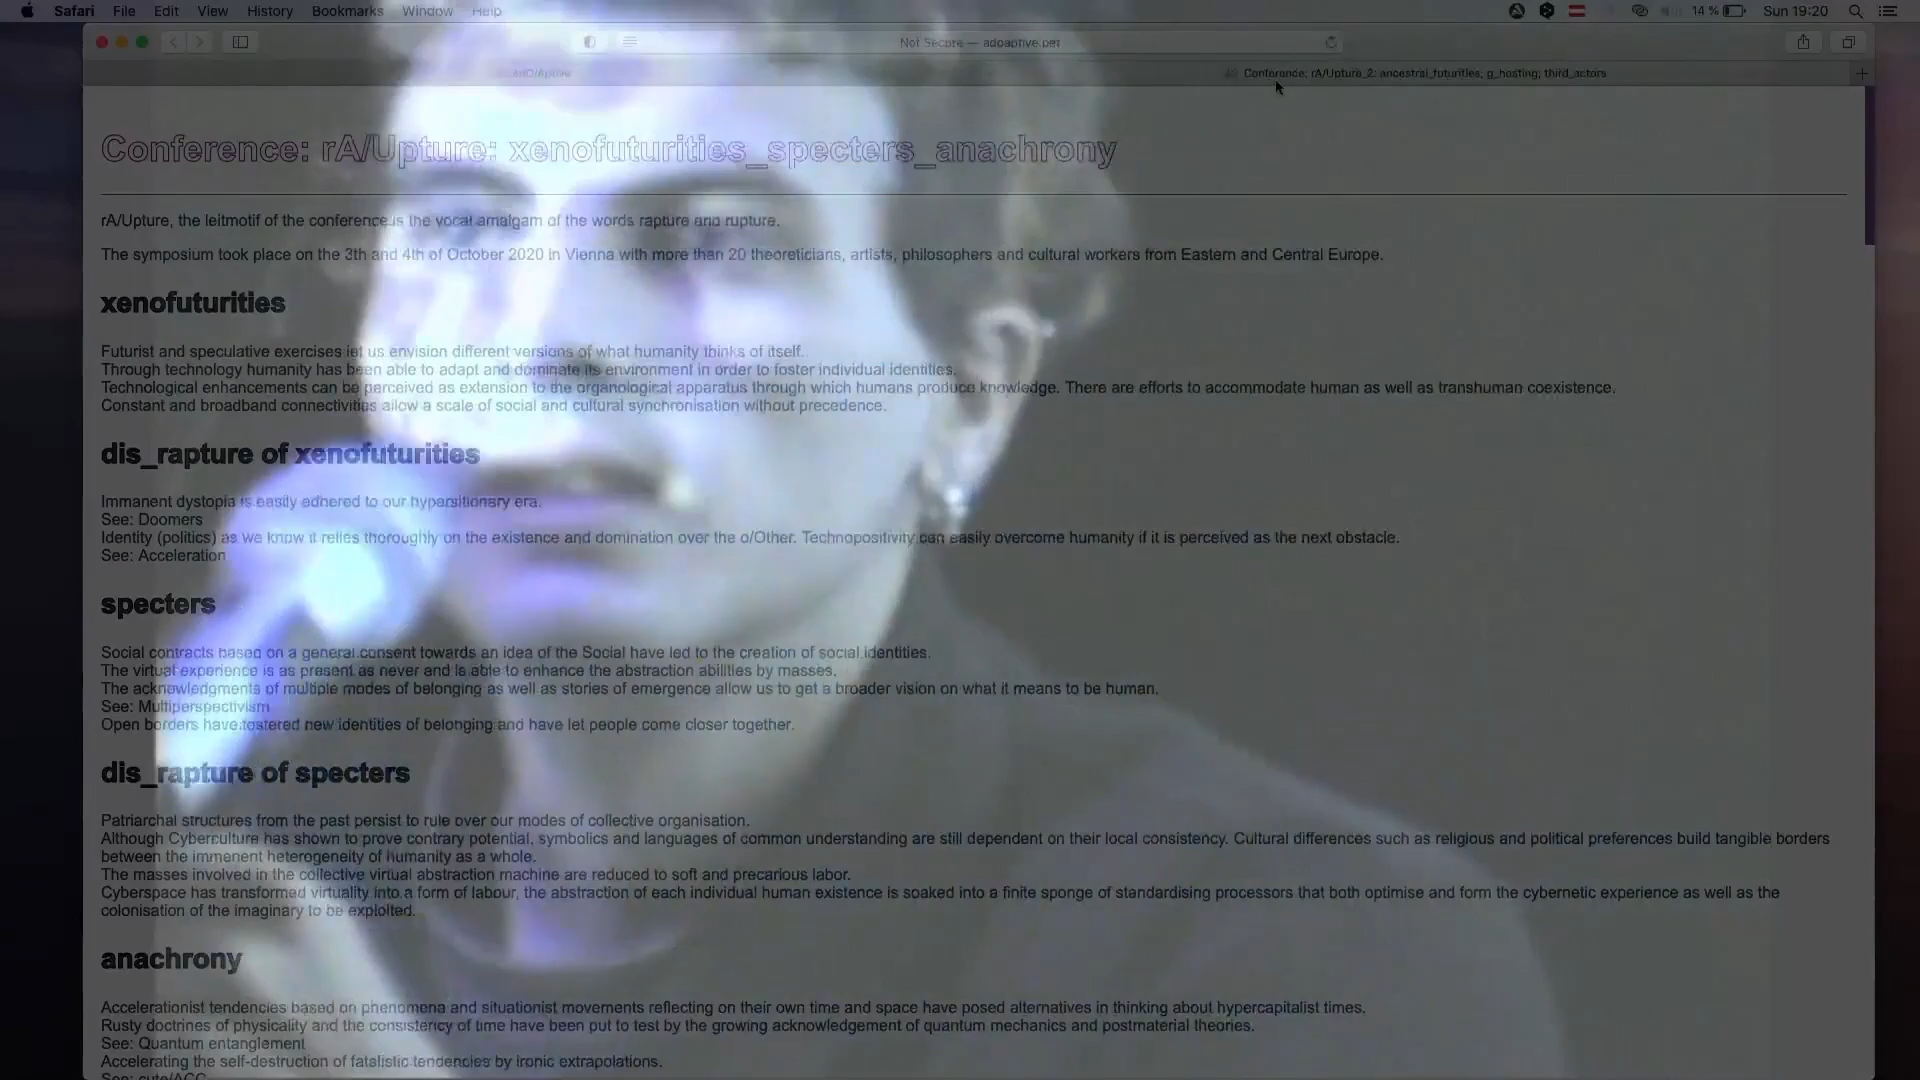 Safari File Edit View History Bookmarks Window Help
14 % Sun 19:20
Not Secure — adoaptive.per
Conference; rA/Upture_2: ancestral_futurities; g_hosting; third_actors
Conference: rA/Upture: xenofuturities_specters_anachrony
rA/Upture, the leitmotif of the conference is the vocal amalgam of the words rapture and rupture.
The symposium took place on the 3th and 4th of October 2020 in Vienna with more than 20 theoreticians, artists, philosophers and cultural workers from Eastern and Central Europe.
xenofuturities
Futurist and speculative exercises let us envision different versions of what humanity thinks of itself.
Through technology humanity has been able to adapt and dominate its environment in order to foster individual identities.
Technological enhancements can be perceived as extension to the organological apparatus through which humans produce knowledge. There are efforts to accommodate human as well as transhuman coexistence.
Constant and broadband connectivities allow a scale of social and cultural synchronisation without precedence.
dis_rapture of xenofuturities
Immanent dystopia is easily adhered to our hypersitionary era.
See: Doomers
Identity (politics) as we know it relies thoroughly on the existence and domination over the o/Other. Technopositivity can easily overcome humanity if it is perceived as the next obstacle.
See: Acceleration
specters
Social contracts based on a general consent towards an idea of the Social have led to the creation of social identities.
The virtual experience is as present as never and is able to enhance the abstraction abilities by masses.
The acknowledgments of multiple modes of belonging as well as stories of emergence allow us to get a broader vision on what it means to be human.
See: Multiperspectivism
Open borders have fostered new identities of belonging and have let people come closer together.
dis_rapture of specters
Patriarchal structures from the past persist to rule over our modes of collective organisation.
Although Cyberculture has shown to prove contrary potential, symbolics and languages of common understanding are still dependent on their local consistency. Cultural differences such as religious and political preferences build tangible borders
between the immenent heterogeneity of humanity as a whole.
The masses involved in the collective virtual abstraction machine are reduced to soft and precarious labor.
Cyberspace has transformed virtuality into a form of labour, the abstraction of each individual human existence is soaked into a finite sponge of standardising processors that both optimise and form the cybernetic experience as well as the
colonisation of the imaginary to be exploited.
anachrony
Accelerationist tendencies based on phenomena and situationist movements reflecting on their own time and space have posed alternatives in thinking about hypercapitalist times.
Rusty doctrines of physicality and the consistency of time have been put to test by the growing acknowledgement of quantum mechanics and postmaterial theories.
See: Quantum entanglement
Accelerating the self-destruction of fatalistic tendencies by ironic extrapolations.
See: cute/ACC